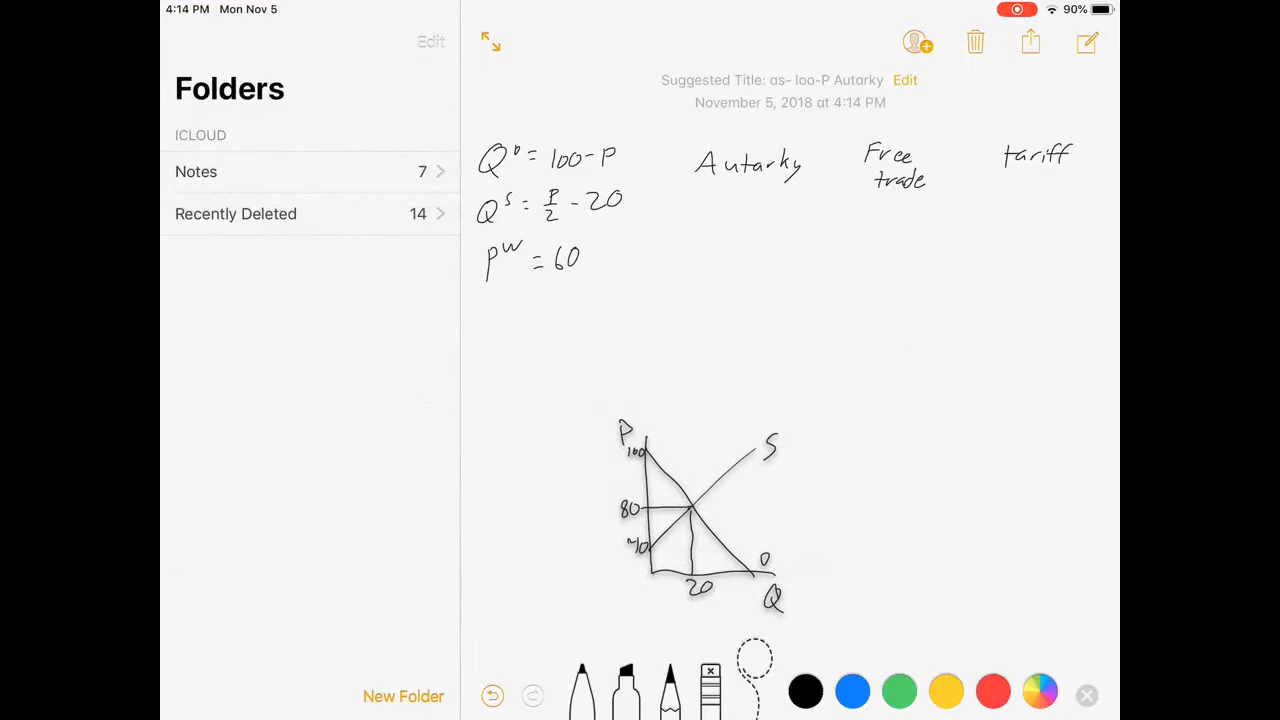 4:14 PM Mon Nov 5
90%
Edit
Folders
ICLOUD
Notes 7
Recently Deleted 14
New Folder
Suggested Title: as- loo-P Autarky Edit
November 5, 2018 at 4:14 PM
Q^D = 100-P
Q^S = P/2 - 20
P^W = 60
Autarky
Free
trade
tariff
P
100
80
40
S
D
20
Q